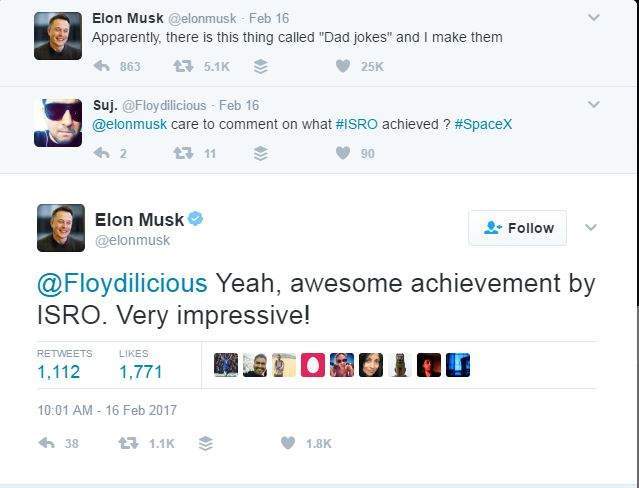 Elon Musk @elonmusk · Feb 16
Apparently, there is this thing called "Dad jokes" and I make them
863 5.1K 25K
Suj. @Floydilicious · Feb 16
@elonmusk care to comment on what #ISRO achieved ? #SpaceX
2 11 90
Elon Musk
@elonmusk
Follow
@Floydilicious Yeah, awesome achievement by
ISRO. Very impressive!
RETWEETS LIKES
1,112 1,771
10:01 AM - 16 Feb 2017
38 1.1K 1.8K